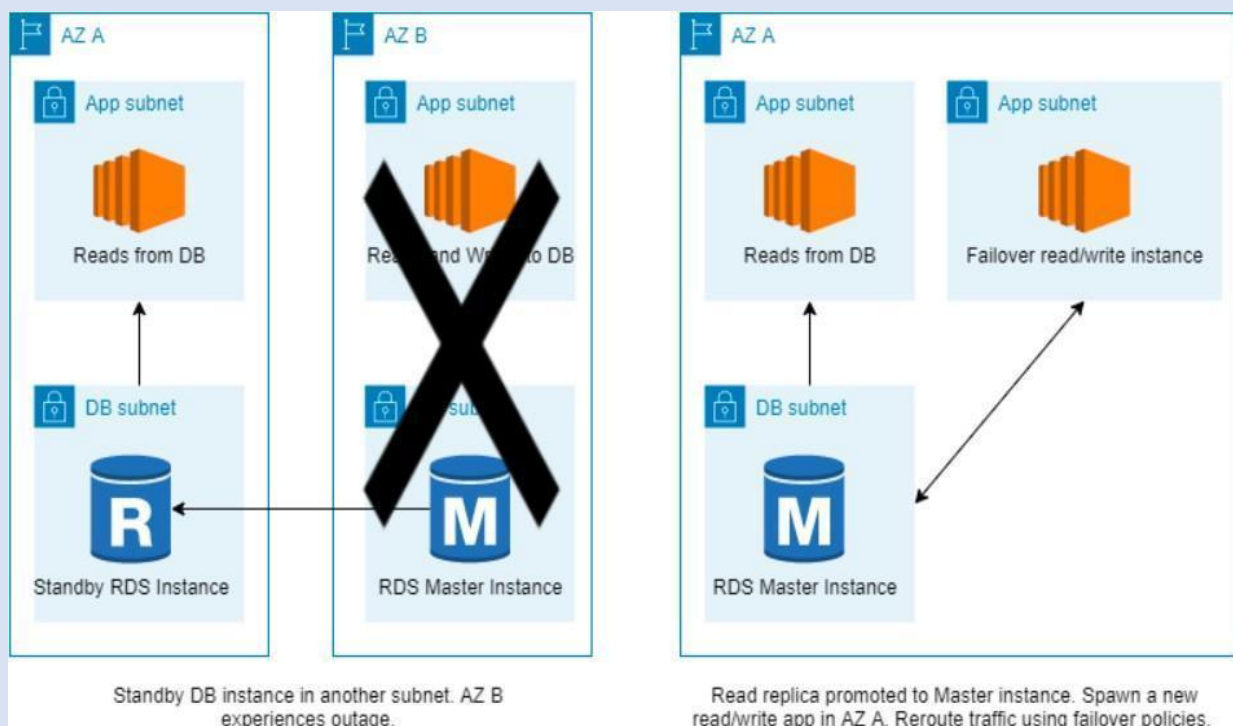 AZ A
App subnet
Reads from DB
DB subnet
R
Standby RDS Instance
AZ B
App subnet
to DB
M
RDS Master Instance
Standby DB instance in another subnet. AZ B
experiences outage.
AZ A
App subnet
Reads from DB
App subnet
Failover read/write instance
DB subnet
M
RDS Master Instance
Read replica promoted to Master instance. Spawn a new
read/write app in AZ A. Reroute traffic using failover policies.